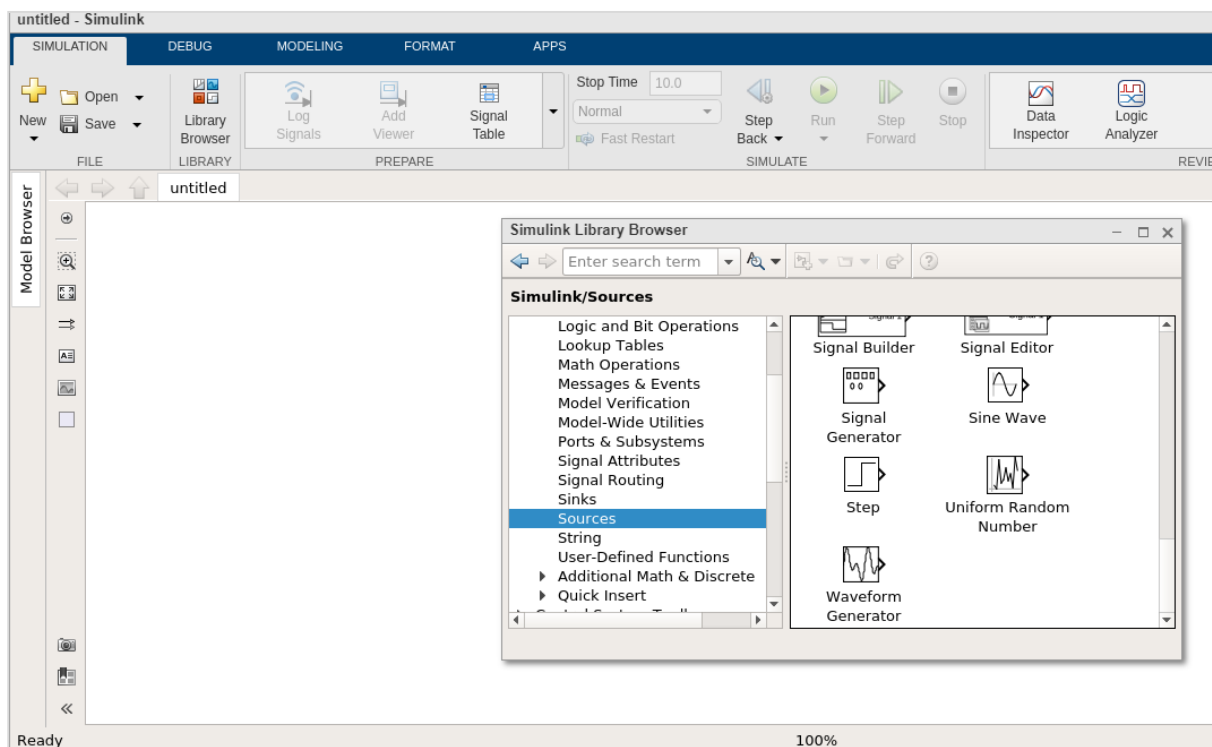 untitled - Simulink
SIMULATION DEBUG MODELING FORMAT APPS
New
Open
Save
FILE
Library
Browser
LIBRARY
Log
Signals
Add
Viewer
Signal
Table
PREPARE
Stop Time 10.0
Normal
Fast Restart
Step
Back
Run
Step
Forward
Stop
SIMULATE
Data
Inspector
Logic
Analyzer
REVIE
Model Browser
untitled
Simulink Library Browser
Enter search term
Simulink/Sources
Logic and Bit Operations
Lookup Tables
Math Operations
Messages & Events
Model Verification
Model-Wide Utilities
Ports & Subsystems
Signal Attributes
Signal Routing
Sinks
Sources
String
User-Defined Functions
Additional Math & Discrete
Quick Insert
Signal Builder
Signal Editor
Signal
Generator
Sine Wave
Step
Uniform Random
Number
Waveform
Generator
Ready
100%